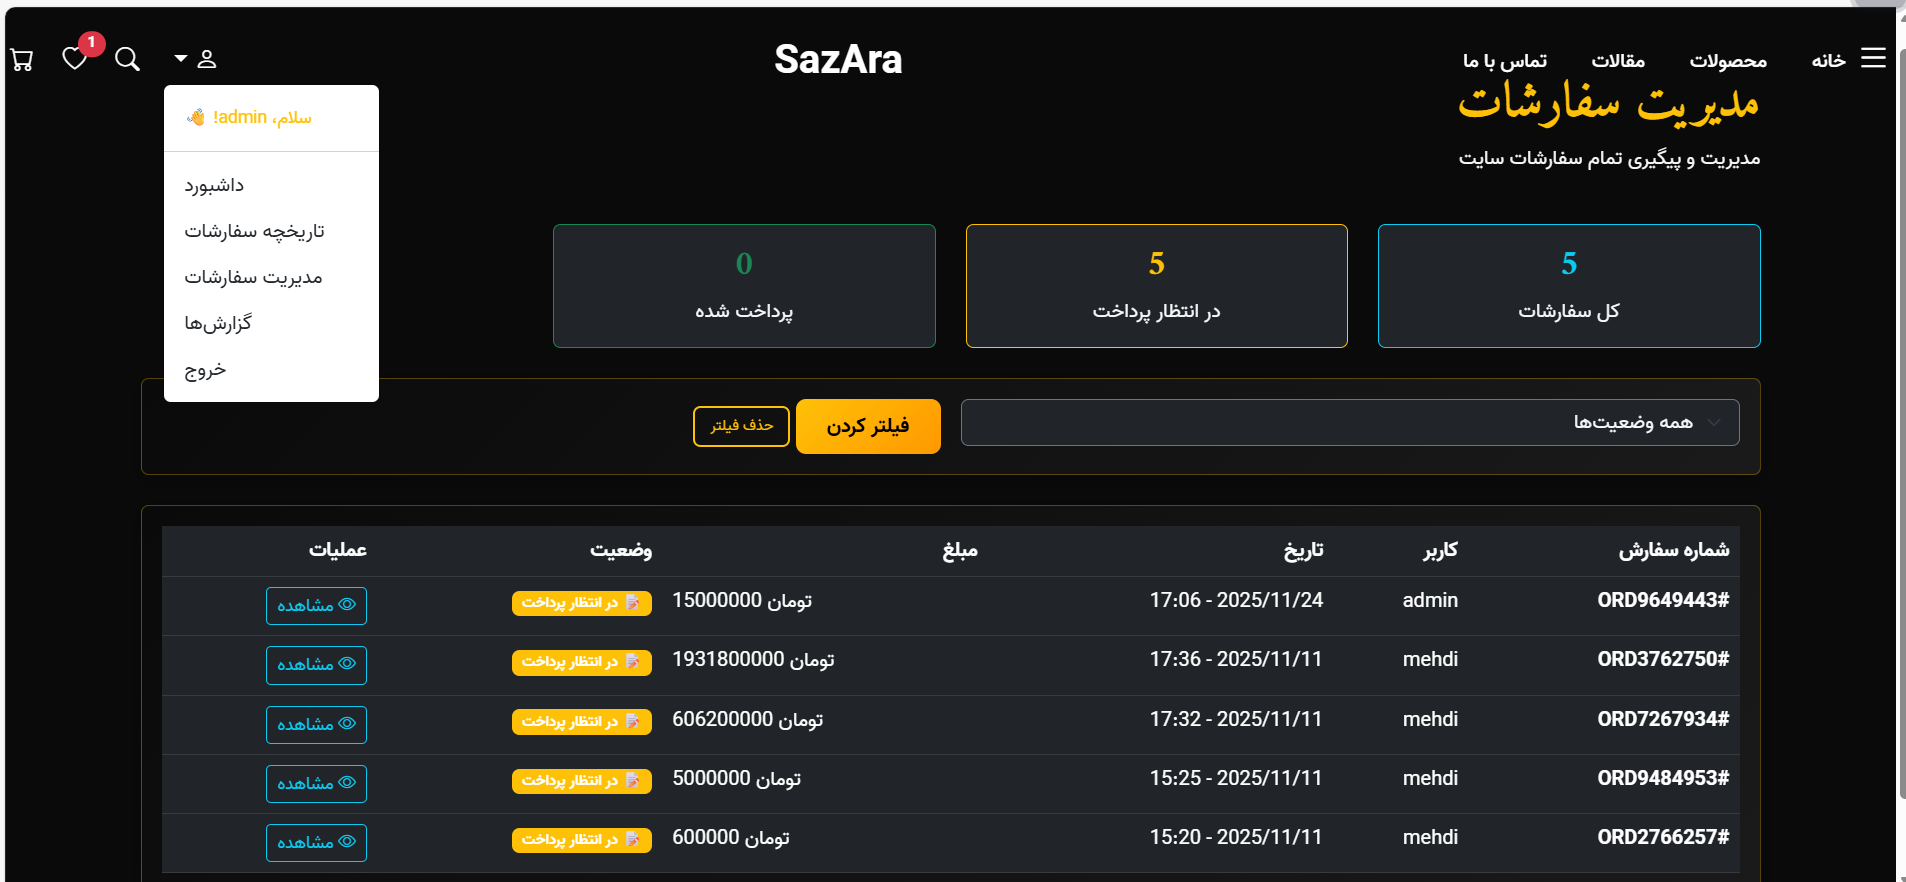 خانه
محصولات
مقالات
تماس با ما
SazAra
1
سلام، admin! 👋
داشبورد
تاریخچه سفارشات
مدیریت سفارشات
گزارش‌ها
خروج
مدیریت سفارشات
مدیریت و پیگیری تمام سفارشات سایت
5
کل سفارشات
5
در انتظار پرداخت
0
پرداخت شده
همه وضعیت‌ها
فیلتر کردن
حذف فیلتر
شماره سفارش کاربر تاریخ مبلغ وضعیت عملیات
ORD9649443# admin 17:06 - 2025/11/24 15000000 تومان 📝 در انتظار پرداخت مشاهده
ORD3762750# mehdi 17:36 - 2025/11/11 1931800000 تومان 📝 در انتظار پرداخت مشاهده
ORD7267934# mehdi 17:32 - 2025/11/11 606200000 تومان 📝 در انتظار پرداخت مشاهده
ORD9484953# mehdi 15:25 - 2025/11/11 5000000 تومان 📝 در انتظار پرداخت مشاهده
ORD2766257# mehdi 15:20 - 2025/11/11 600000 تومان 📝 در انتظار پرداخت مشاهده